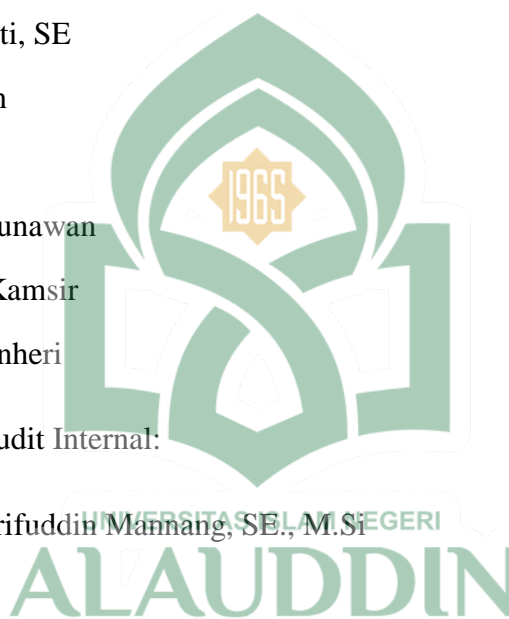 ti, SE
n
1965
unawan
Kamsir
nheri
udit Internal:
rifuddin Mannang, SE., M.Si
UNIVERSITAS ISLAM NEGERI
ALAUDDIN